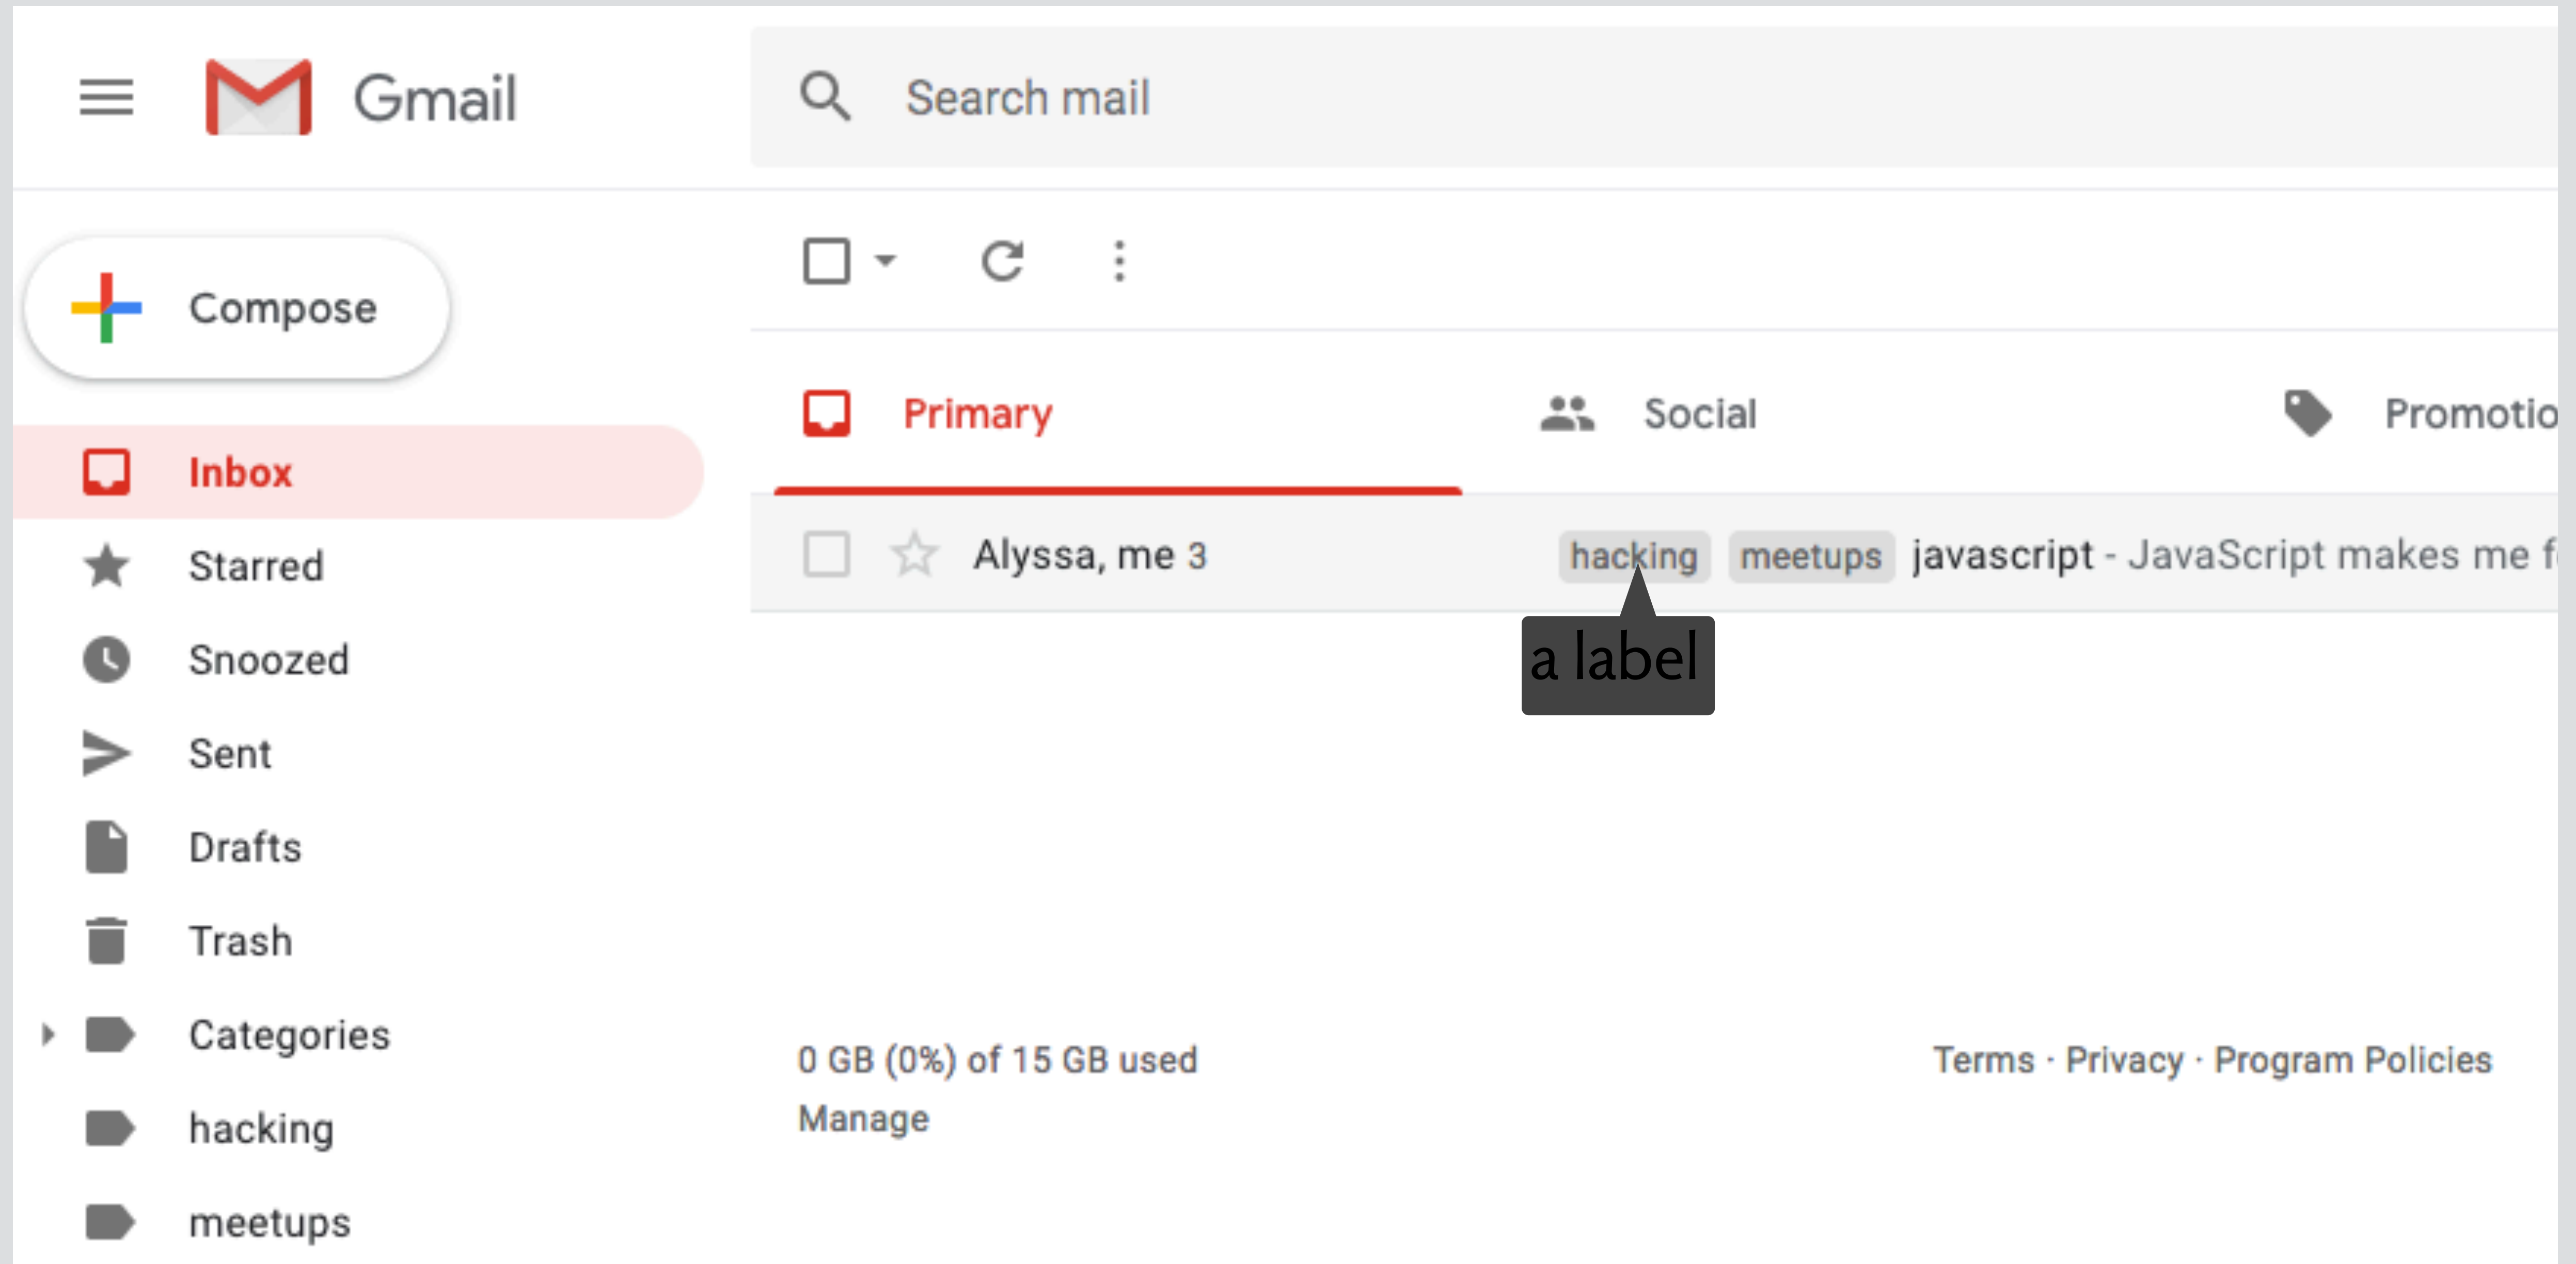 Gmail
Search mail
Compose
Primary
Social
Promotio
Inbox
Alyssa, me 3
hacking
meetups
javascript - JavaScript makes me f
a label
Starred
Snoozed
Sent
Drafts
Trash
Categories
hacking
meetups
0 GB (0%) of 15 GB used
Manage
Terms · Privacy · Program Policies